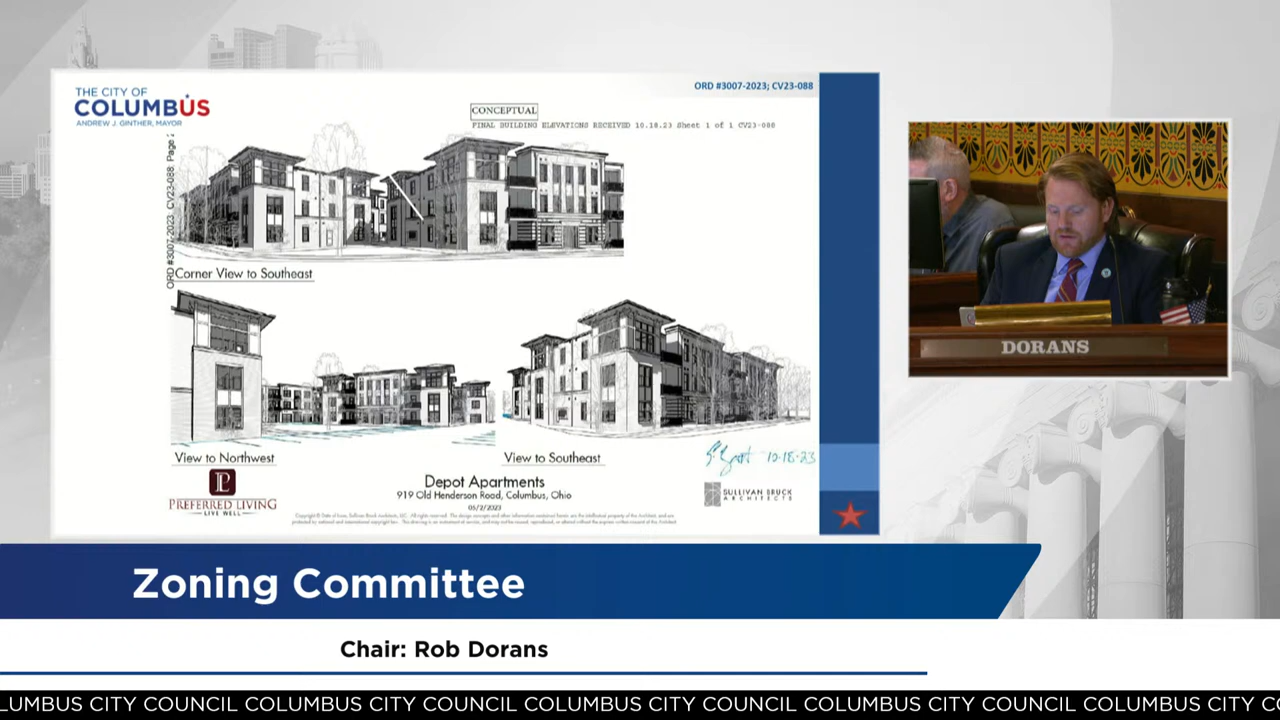 THE CITY OF
COLUMBUS
ANDREW J. GINTHER, MAYOR
ORD #3007-2023; CV23-088
CONCEPTUAL
FINAL BUILDING ELEVATIONS RECEIVED 10.18.23 Sheet 1 of 1 CV23-088
ORD #3007-2023; CV23-088; Page
Corner View to Southeast
View to Northwest
View to Southeast
10-18-23
PREFERRED LIVING
LIVE WELL
Depot Apartments
919 Old Henderson Road, Columbus, Ohio
05/2/2023
SULLIVAN BRUCK
ARCHITECTS
DORANS
Zoning Committee
Chair: Rob Dorans
LUMBUS CITY COUNCIL COLUMBUS CITY COUNCIL COLUMBUS CITY COUNCIL COLUMBUS CITY COUNCIL COLUMBUS CITY C